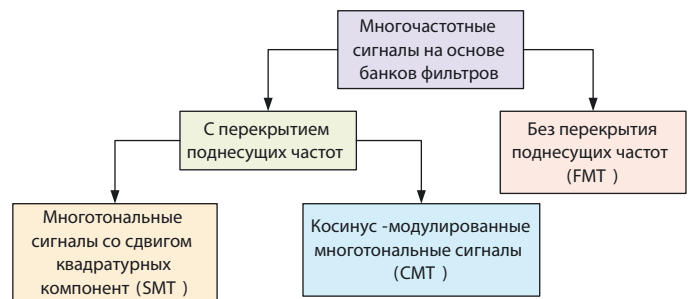 Многочастотные
сигналы на основе
банков фильтров
С перекрытием
поднесущих частот
Без перекрытия
поднесущих частот
(FMT )
Многотональные
сигналы со сдвигом
квадратурных
компонент (SMT )
Косинус -модулированные
многотональные сигналы
(CMT )